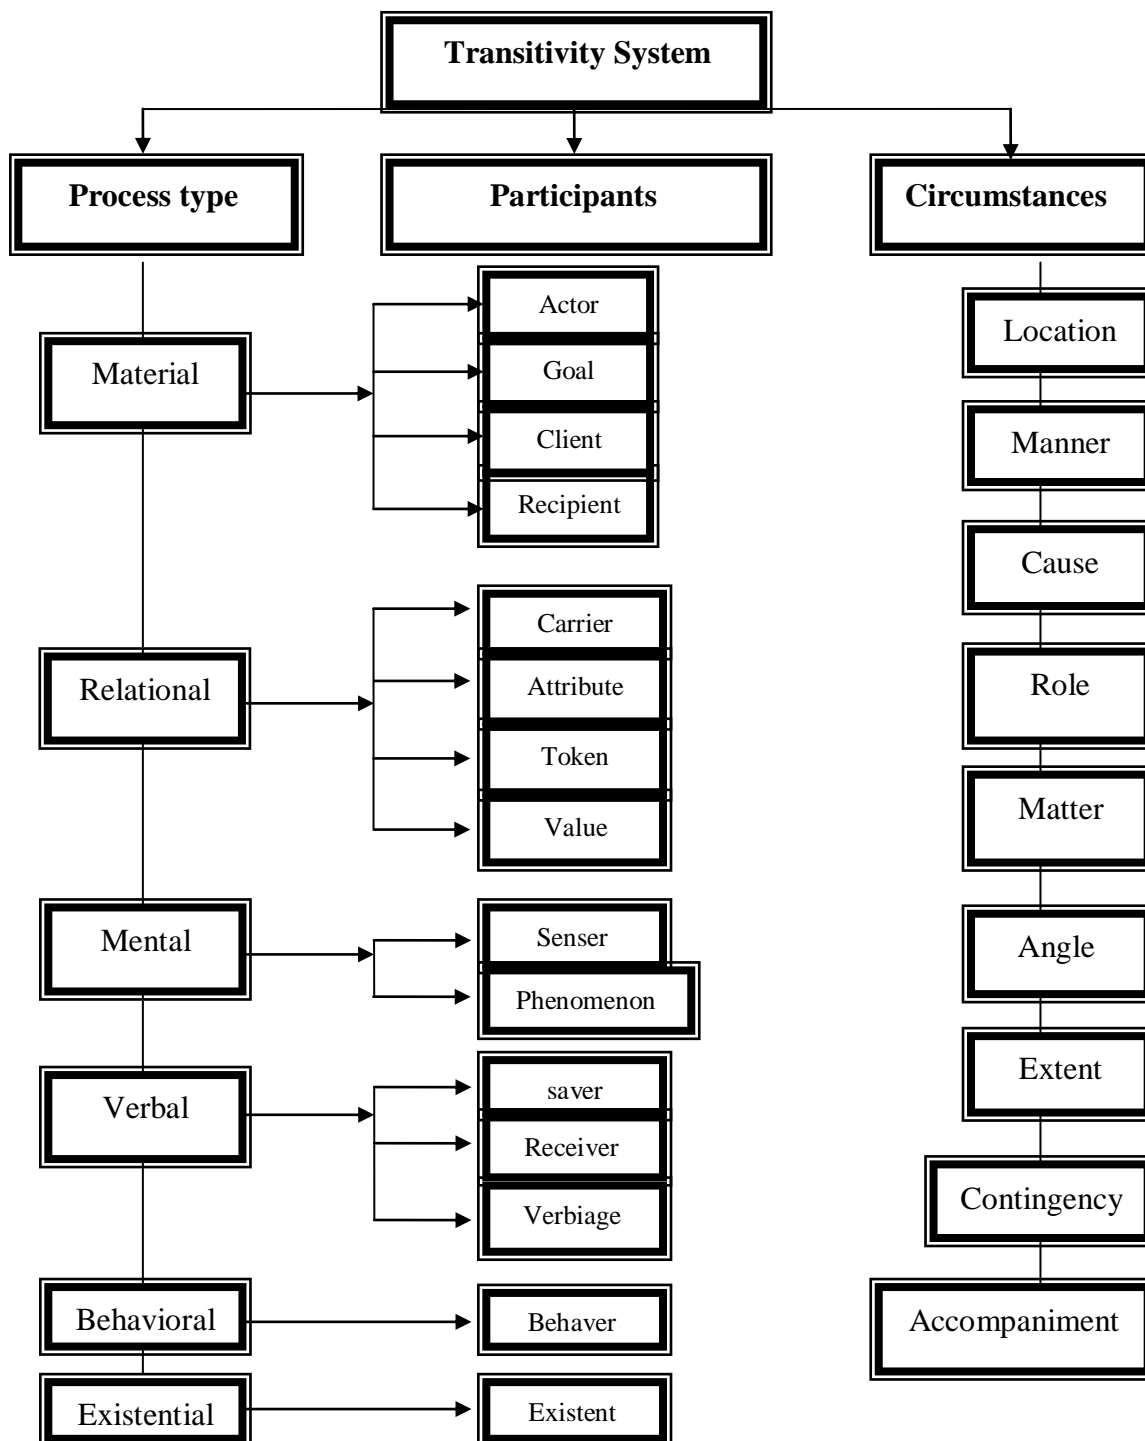 Transitivity System
Process type
Participants
Circumstances
Material
Actor
Goal
Client
Recipient
Relational
Carrier
Attribute
Token
Value
Mental
Senser
Phenomenon
Verbal
saver
Receiver
Verbiage
Behavioral
Behaver
Existential
Existent
Location
Manner
Cause
Role
Matter
Angle
Extent
Contingency
Accompaniment